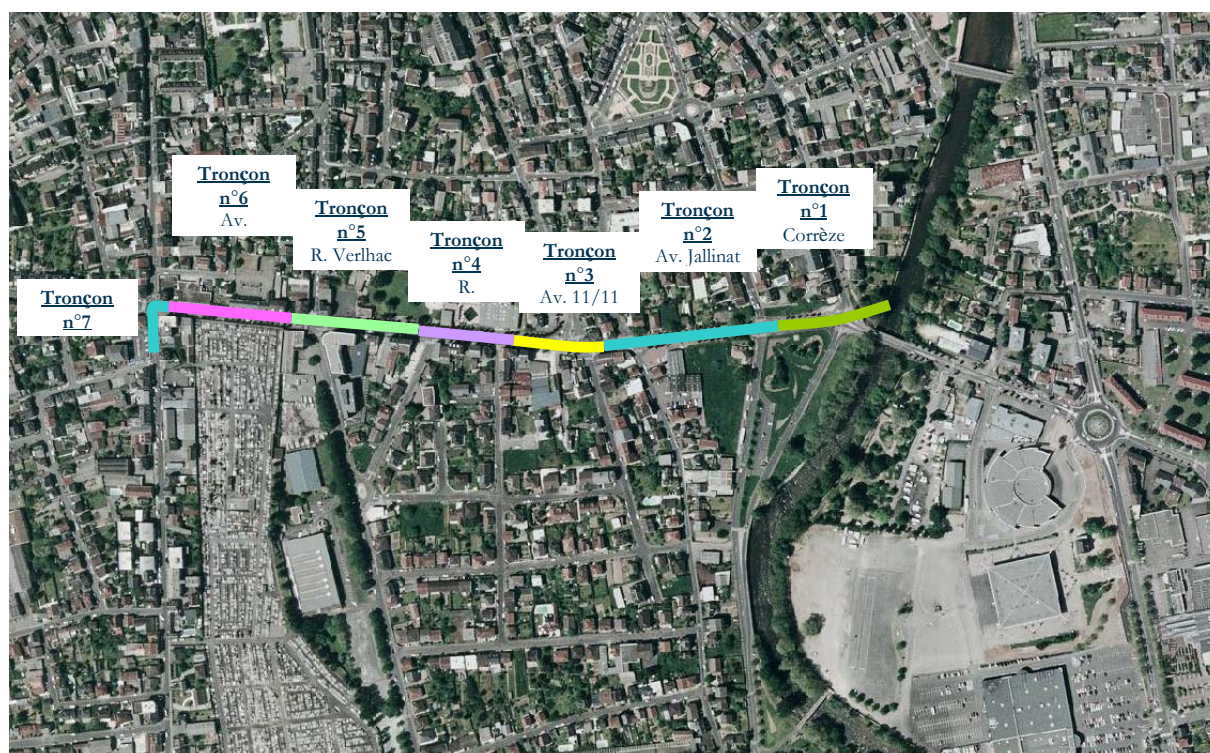 Tronçon
n°6
Av.
Tronçon
n°5
R. Verlhac
Tronçon
n°4
R.
Tronçon
n°3
Av. 11/11
Tronçon
n°2
Av. Jallinat
Tronçon
n°1
Corrèze
Tronçon
n°7